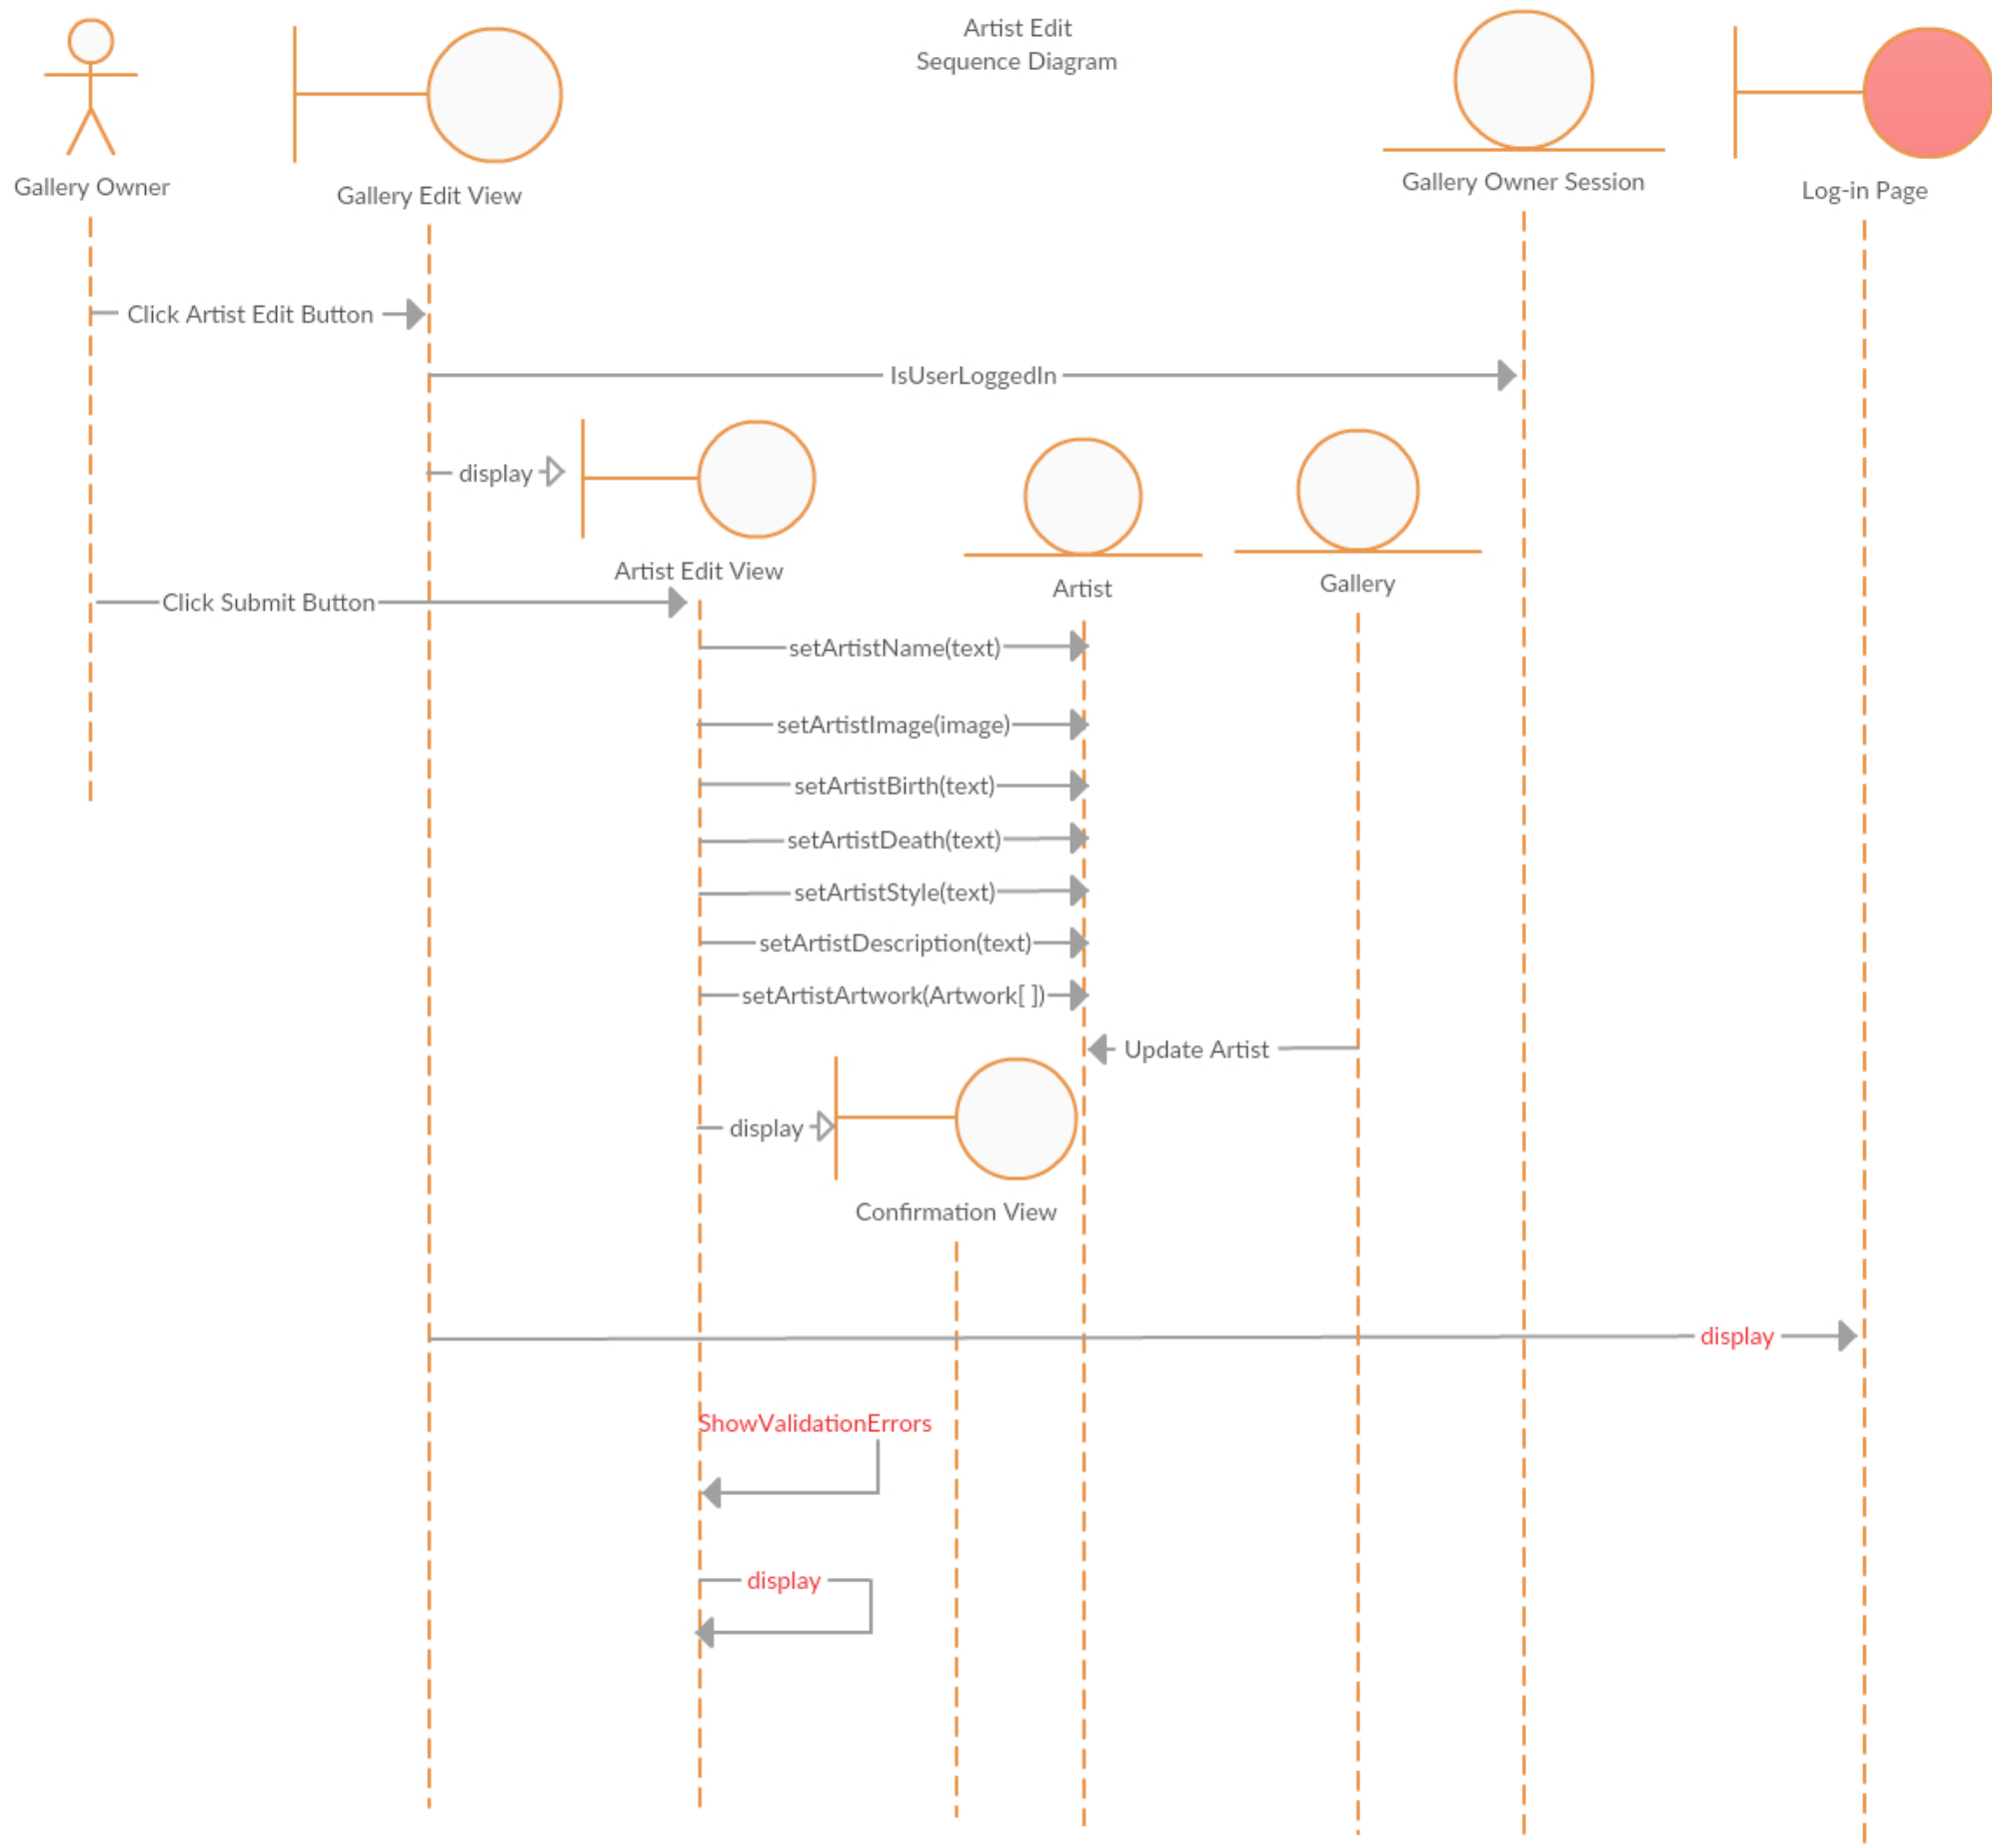 Artist Edit
Sequence Diagram
Gallery Owner
Gallery Edit View
Gallery Owner Session
Log-in Page
Click Artist Edit Button
IsUserLoggedIn
display
Artist Edit View
Artist
Gallery
Click Submit Button
setArtistName(text)
setArtistImage(image)
setArtistBirth(text)
setArtistDeath(text)
setArtistStyle(text)
setArtistDescription(text)
setArtistArtwork(Artwork[ ])
Update Artist
display
Confirmation View
display
ShowValidationErrors
display